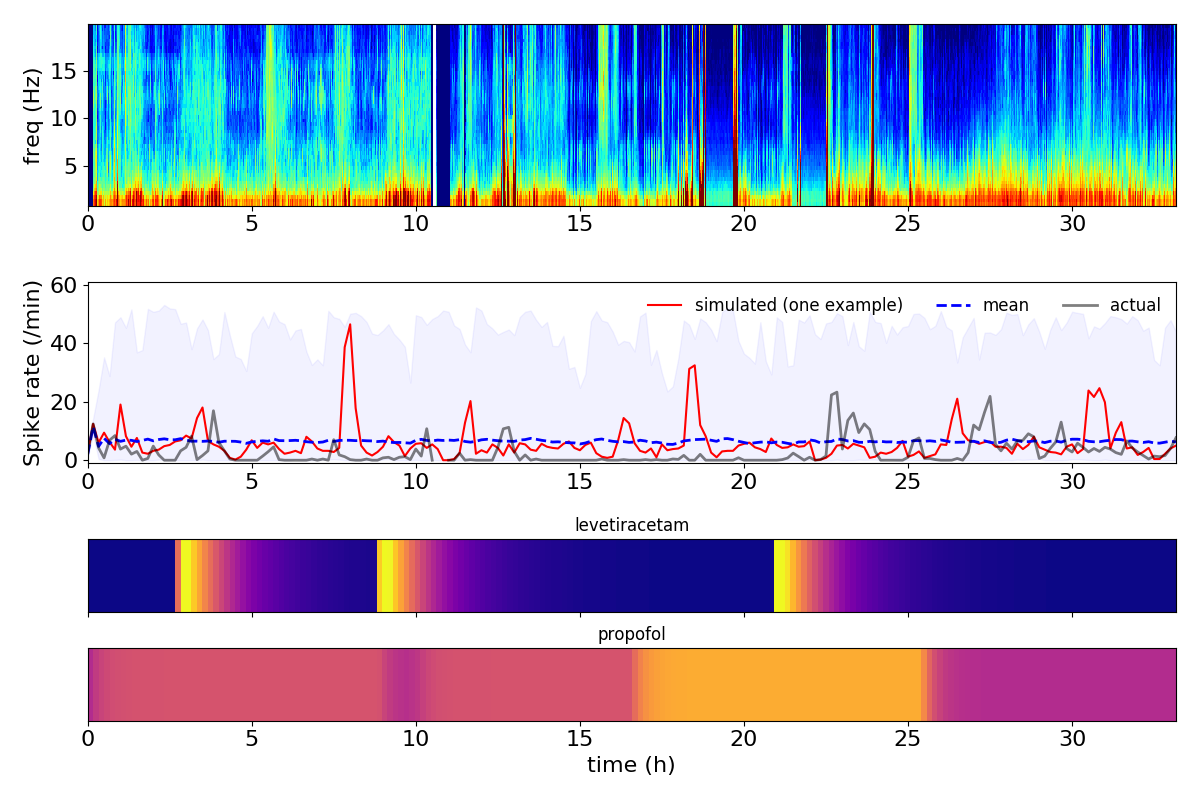 freq (Hz)
15
10
5
0 5 10 15 20 25 30
Spike rate (/min)
60
40
20
0
simulated (one example) mean actual
0 5 10 15 20 25 30
levetiracetam
propofol
0 5 10 15 20 25 30
time (h)